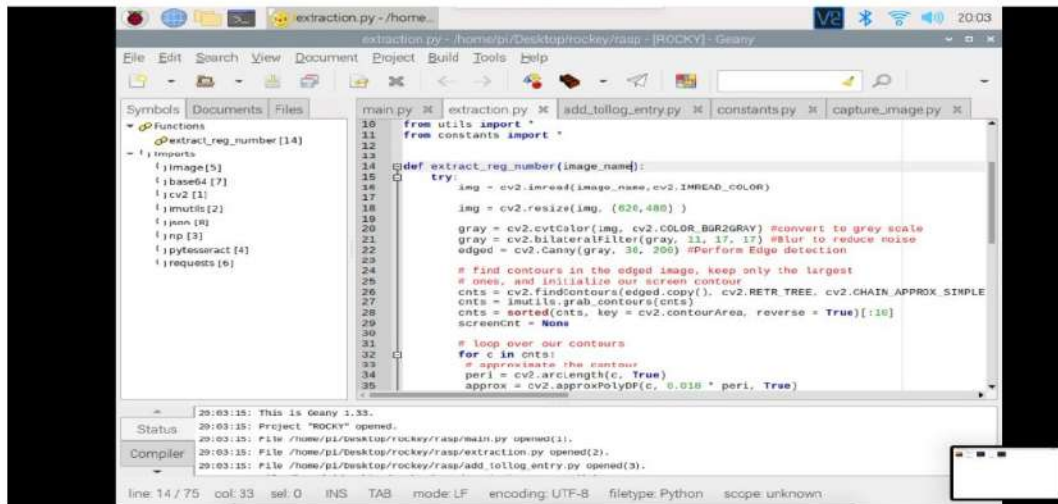 extraction.py - /home...
20:03
extraction.py - /home/pi/Desktop/rockey/rasp - [ROCKY] - Geany
File Edit Search View Document Project Build Tools Help
Symbols Documents Files
main.py extraction.py add_tollog_entry.py constants.py capture_image.py
Functions
extract_reg_number [14]
Imports
Image [5]
base64 [7]
cv2 [1]
imutils [2]
json [8]
np [3]
pytesseract [4]
requests [6]
10 from utils import *
11 from constants import *
12
13
14 def extract_reg_number(image_name):
15 try:
16 img = cv2.imread(image_name,cv2.IMREAD_COLOR)
17
18 img = cv2.resize(img, (620,480) )
19
20 gray = cv2.cvtColor(img, cv2.COLOR_BGR2GRAY) #convert to grey scale
21 gray = cv2.bilateralFilter(gray, 11, 17, 17) #Blur to reduce noise
22 edged = cv2.Canny(gray, 30, 200) #Perform Edge detection
23
24 # find contours in the edged image, keep only the largest
25 # ones, and initialize our screen contour
26 cnts = cv2.findContours(edged.copy(), cv2.RETR_TREE, cv2.CHAIN_APPROX_SIMPLE
27 cnts = imutils.grab_contours(cnts)
28 cnts = sorted(cnts, key = cv2.contourArea, reverse = True)[:10]
29 screenCnt = None
30
31 # loop over our contours
32 for c in cnts:
33 # approximate the contour
34 peri = cv2.arcLength(c, True)
35 approx = cv2.approxPolyDP(c, 0.018 * peri, True)
Status
Compiler
20:03:15: This is Geany 1.33.
20:03:15: Project "ROCKY" opened.
20:03:15: File /home/pi/Desktop/rockey/rasp/main.py opened(1).
20:03:15: File /home/pi/Desktop/rockey/rasp/extraction.py opened(2).
20:03:15: File /home/pi/Desktop/rockey/rasp/add_tollog_entry.py opened(3).
line: 14 / 75 col: 33 sel: 0 INS TAB mode: LF encoding: UTF-8 filetype: Python scope: unknown